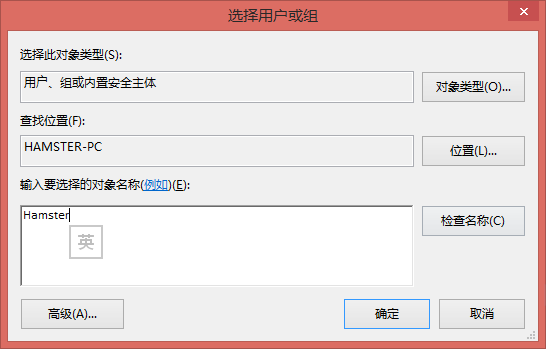 选择用户或组
选择此对象类型(S):
用户、组或内置安全主体
对象类型(O)...
查找位置(F):
HAMSTER-PC
位置(L)...
输入要选择的对象名称(例如)(E):
Hamster
英
检查名称(C)
高级(A)...
确定
取消